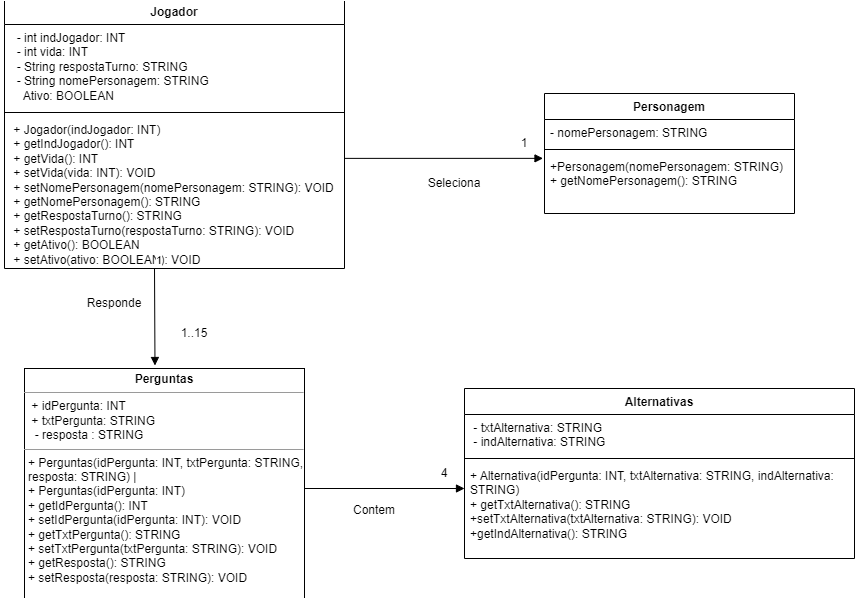 Jogador
- int indJogador: INT
- int vida: INT
- String respostaTurno: STRING
- String nomePersonagem: STRING
Ativo: BOOLEAN
+ Jogador(indJogador: INT)
+ getIndJogador(): INT
+ getVida(): INT
+ setVida(vida: INT): VOID
+ setNomePersonagem(nomePersonagem: STRING): VOID
+ getNomePersonagem(): STRING
+ getRespostaTurno(): STRING
+ setRespostaTurno(respostaTurno: STRING): VOID
+ getAtivo(): BOOLEAN
+ setAtivo(ativo: BOOLEAN): VOID
Personagem
- nomePersonagem: STRING
+Personagem(nomePersonagem: STRING)
+ getNomePersonagem(): STRING
1
Seleciona
Responde
1..15
Perguntas
+ idPergunta: INT
+ txtPergunta: STRING
- resposta : STRING
+ Perguntas(idPergunta: INT, txtPergunta: STRING,
resposta: STRING) |
+ Perguntas(idPergunta: INT)
+ getIdPergunta(): INT
+ setIdPergunta(idPergunta: INT): VOID
+ getTxtPergunta(): STRING
+ setTxtPergunta(txtPergunta: STRING): VOID
+ getResposta(): STRING
+ setResposta(resposta: STRING): VOID
4
Contem
Alternativas
- txtAlternativa: STRING
- indAlternativa: STRING
+ Alternativa(idPergunta: INT, txtAlternativa: STRING, indAlternativa:
STRING)
+ getTxtAlternativa(): STRING
+setTxtAlternativa(txtAlternativa: STRING): VOID
+getIndAlternativa(): STRING